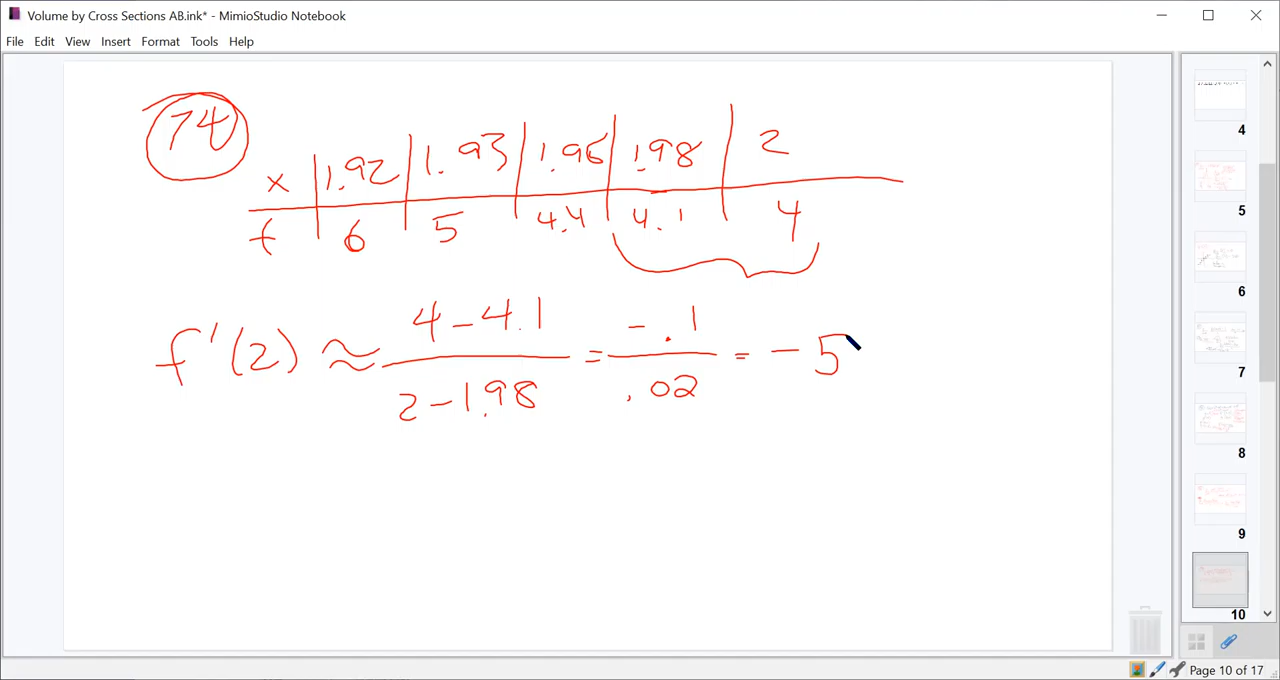 Volume by Cross Sections AB.ink* - MimioStudio Notebook
File Edit View Insert Format Tools Help
74
x | 1.92 | 1.93 | 1.96 | 1.98 | 2
f | 6 | 5 | 4.4 | 4.1 | 4
f'(2) ≈ (4 - 4.1)/(2 - 1.98) = -.1/.02 = -5
4
5
6
7
8
9
10
Page 10 of 17